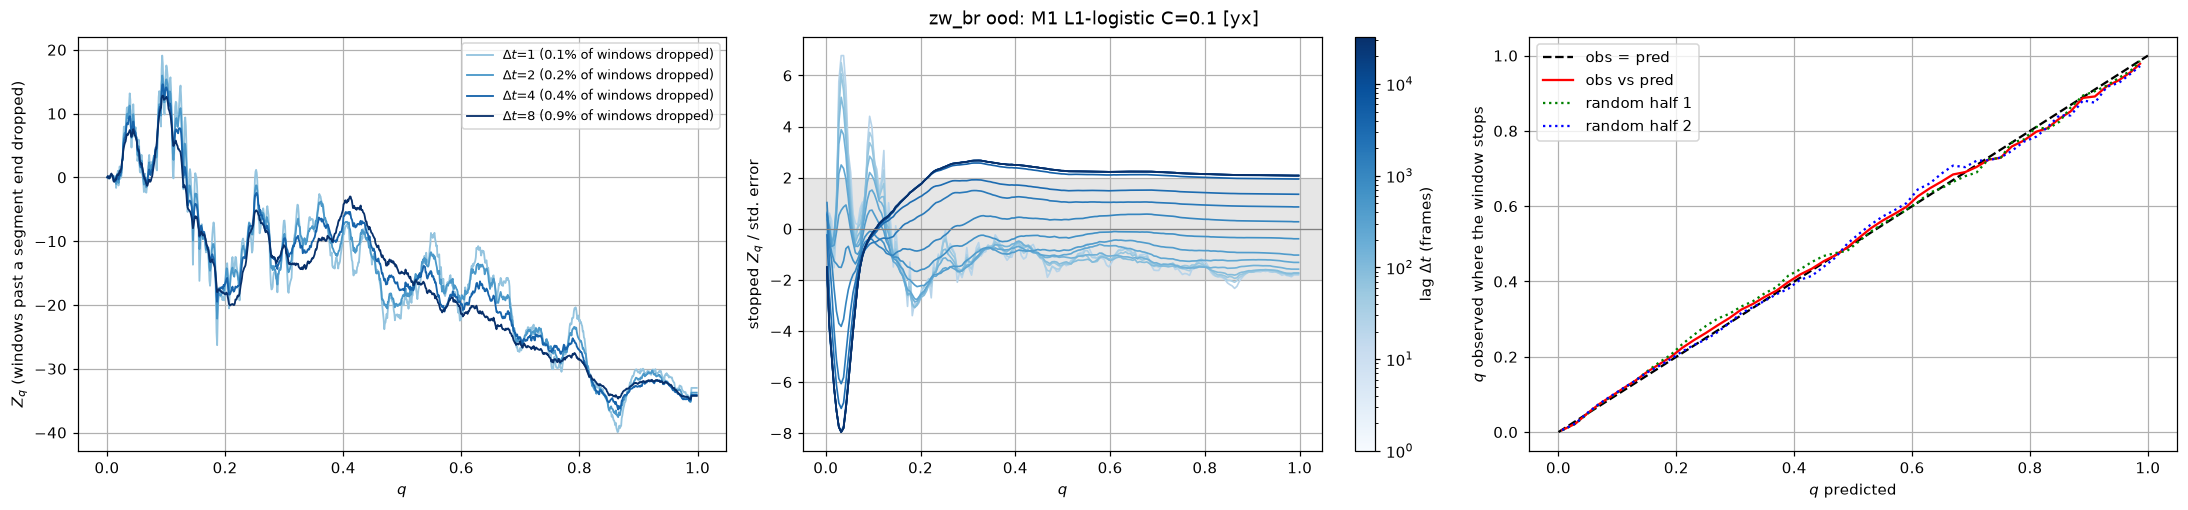 zw_br ood: M1 L1-logistic C=0.1 [yx]
Z_q (windows past a segment end dropped)
20
10
0
−10
−20
−30
−40
Δt=1 (0.1% of windows dropped)
Δt=2 (0.2% of windows dropped)
Δt=4 (0.4% of windows dropped)
Δt=8 (0.9% of windows dropped)
0.0 0.2 0.4 0.6 0.8 1.0
q
stopped Z_q / std. error
6
4
2
0
−2
−4
−6
−8
0.0 0.2 0.4 0.6 0.8 1.0
q
10^4
10^3
10^2
10^1
10^0
lag Δt (frames)
q observed where the window stops
1.0
0.8
0.6
0.4
0.2
0.0
obs = pred
obs vs pred
random half 1
random half 2
0.0 0.2 0.4 0.6 0.8 1.0
q predicted